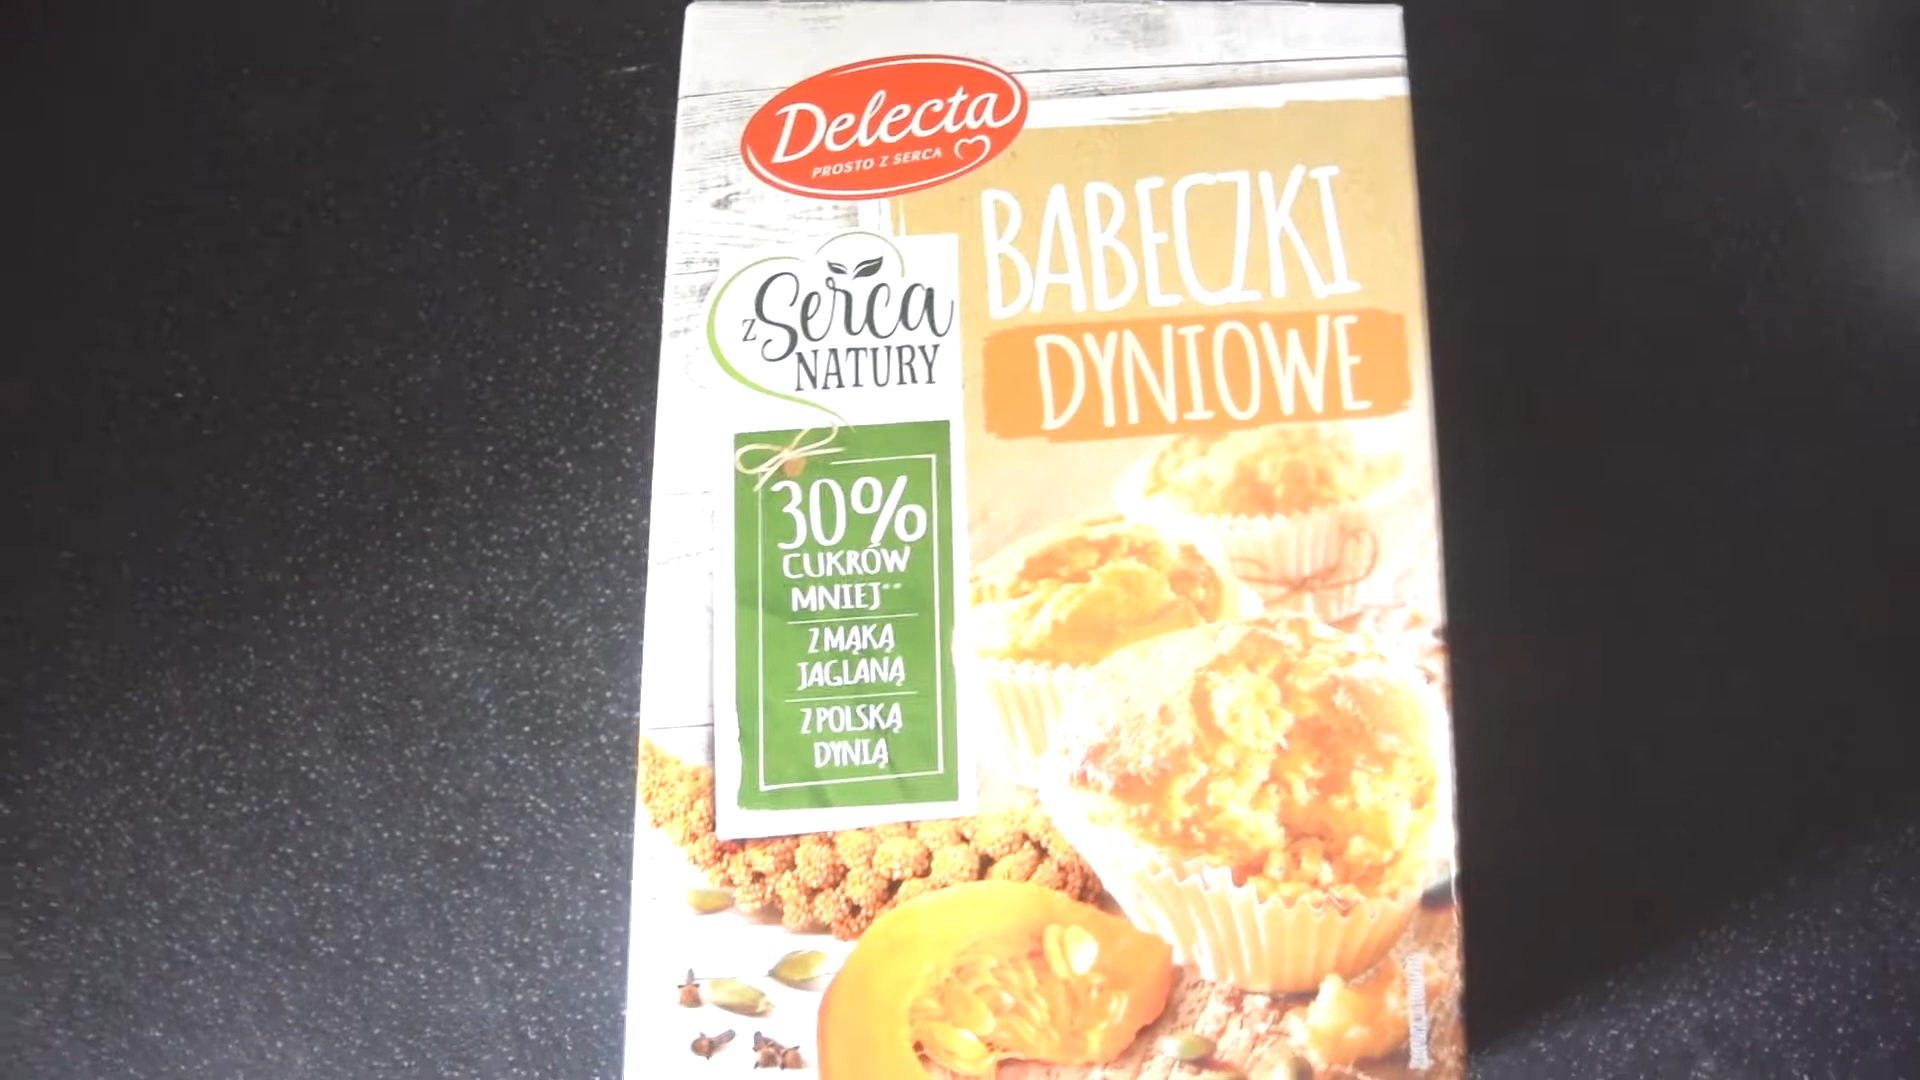 Delecta
PROSTO Z SERCA
z Serca
NATURY
BABECZKI
DYNIOWE
30%
CUKRÓW
MNIEJ**
Z MĄKĄ
JAGLANĄ
Z POLSKĄ
DYNIĄ